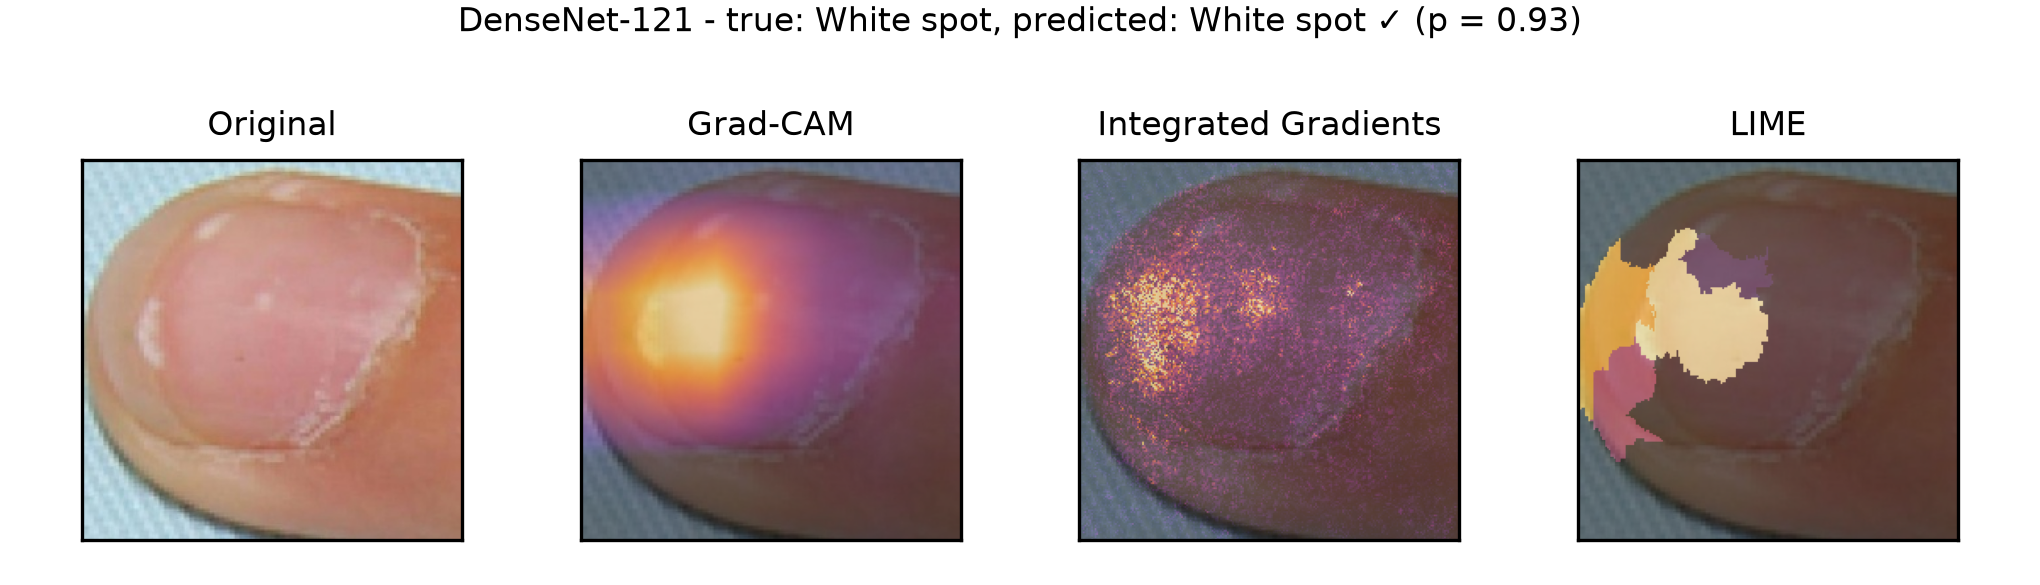 DenseNet-121 - true: White spot, predicted: White spot ✓ (p = 0.93)
Original
Grad-CAM
Integrated Gradients
LIME